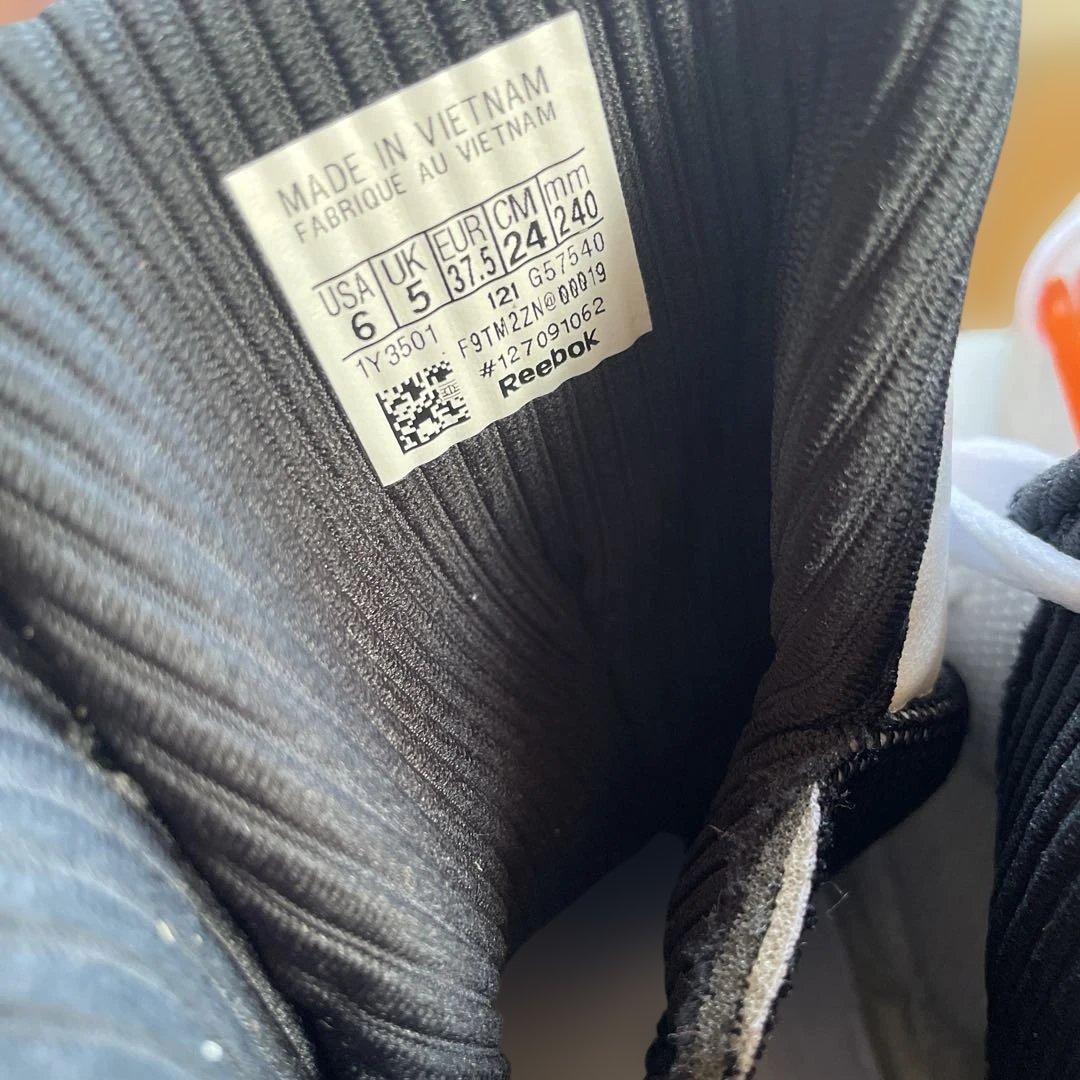 MADE IN VIETNAM
FABRIQUE AU VIETNAM
USA UK EUR CM mm
6 5 37.5 24 240
1Y3501 121 G57540
F9TM2ZN@00019
#127091062
Reebok